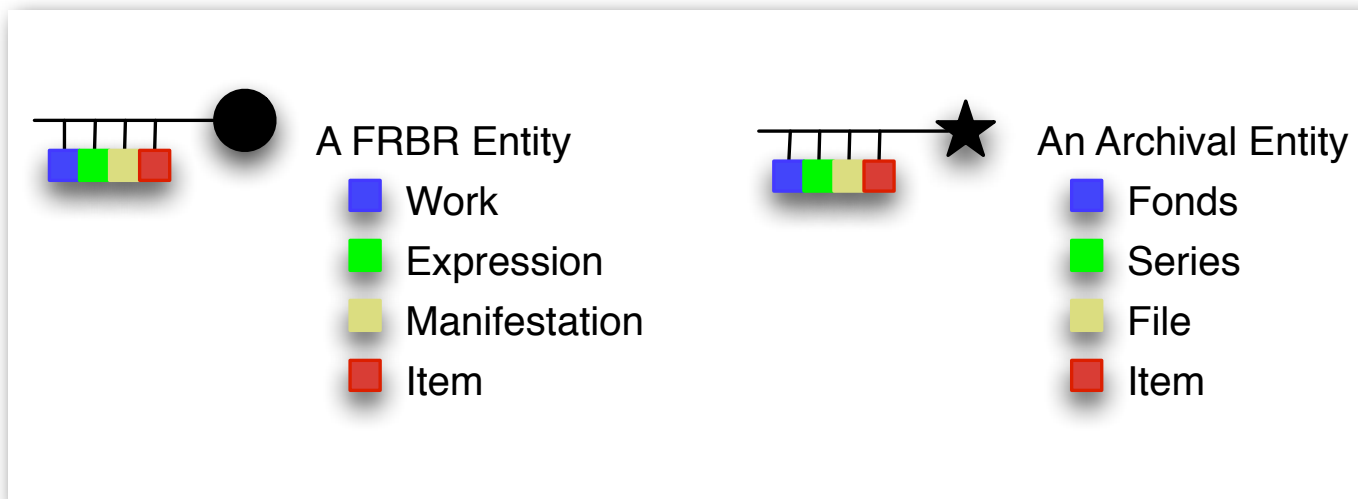 A FRBR Entity
Work
Expression
Manifestation
Item
An Archival Entity
Fonds
Series
File
Item